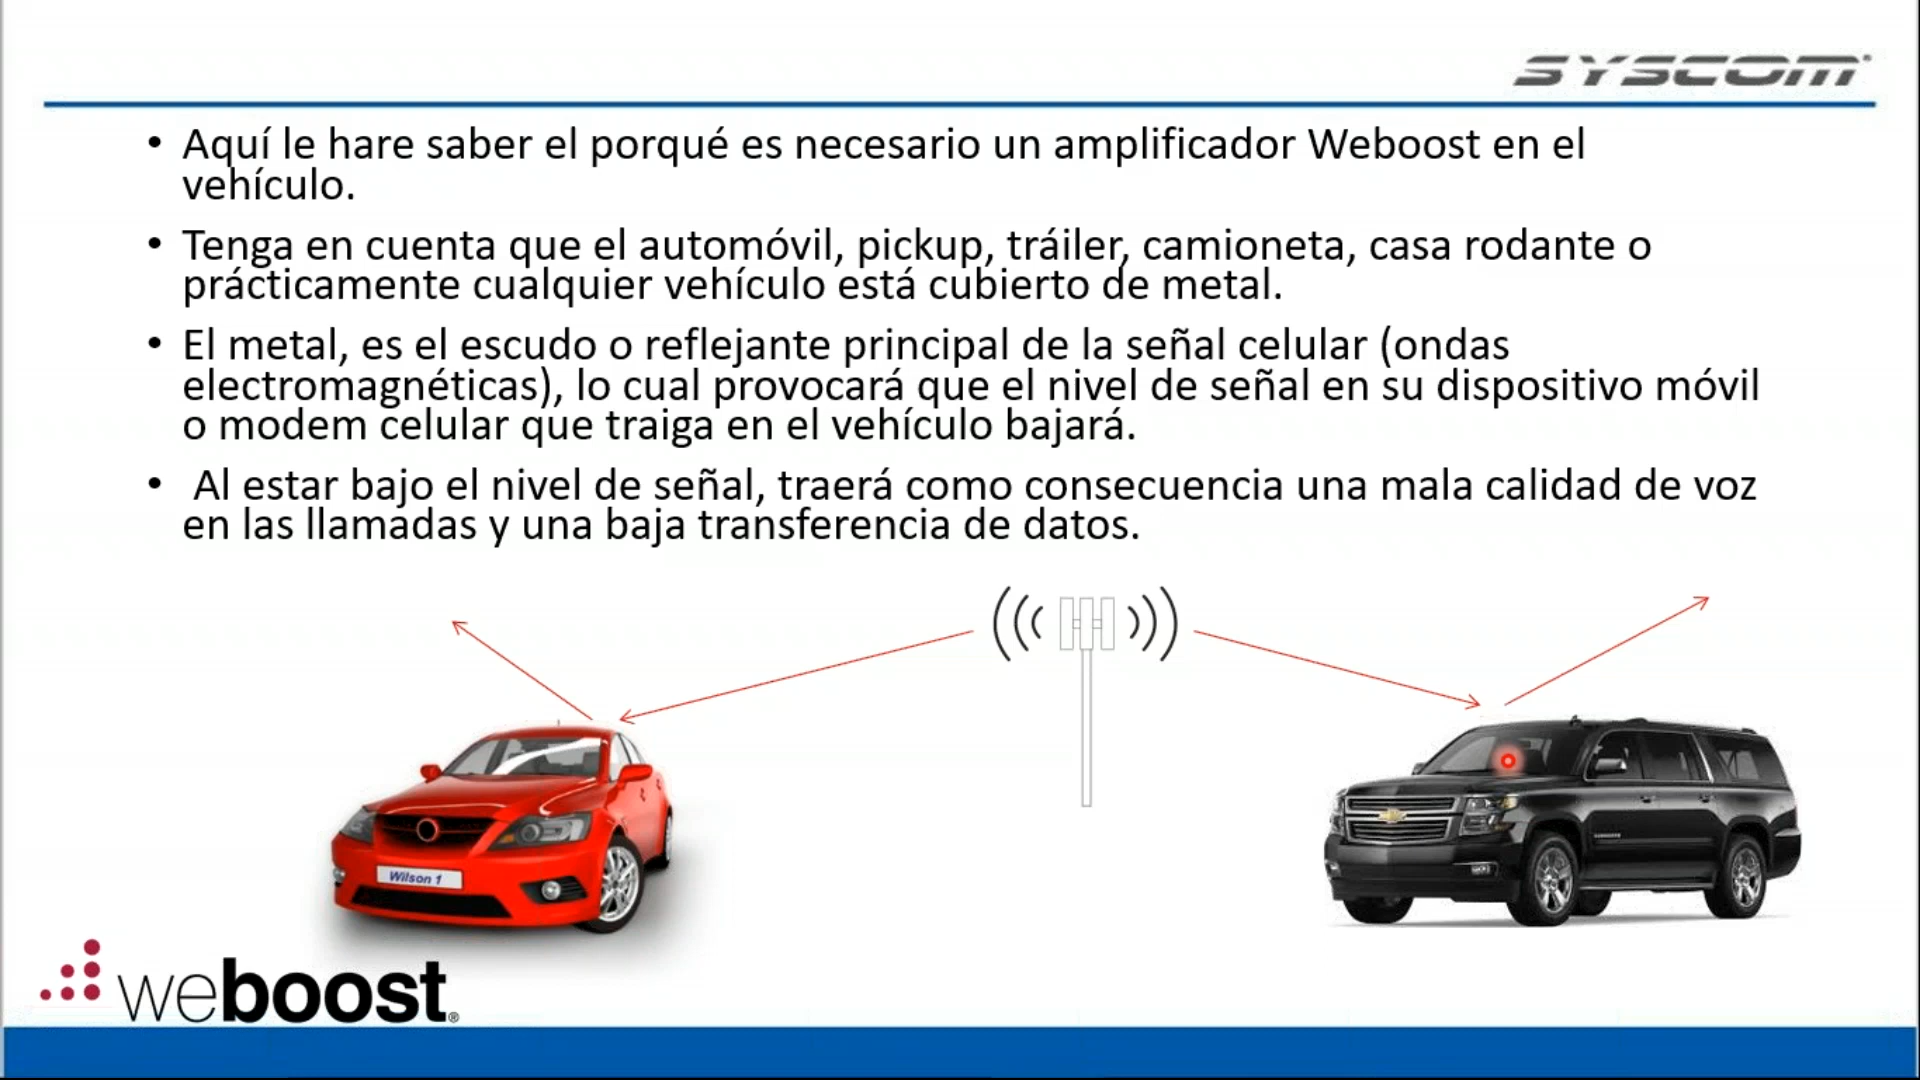 SYSCOM
• Aquí le hare saber el porqué es necesario un amplificador Weboost en el
vehículo.
• Tenga en cuenta que el automóvil, pickup, tráiler, camioneta, casa rodante o
prácticamente cualquier vehículo está cubierto de metal.
• El metal, es el escudo o reflejante principal de la señal celular (ondas
electromagnéticas), lo cual provocará que el nivel de señal en su dispositivo móvil
o modem celular que traiga en el vehículo bajará.
• Al estar bajo el nivel de señal, traerá como consecuencia una mala calidad de voz
en las llamadas y una baja transferencia de datos.
Wilson 1
weboost®